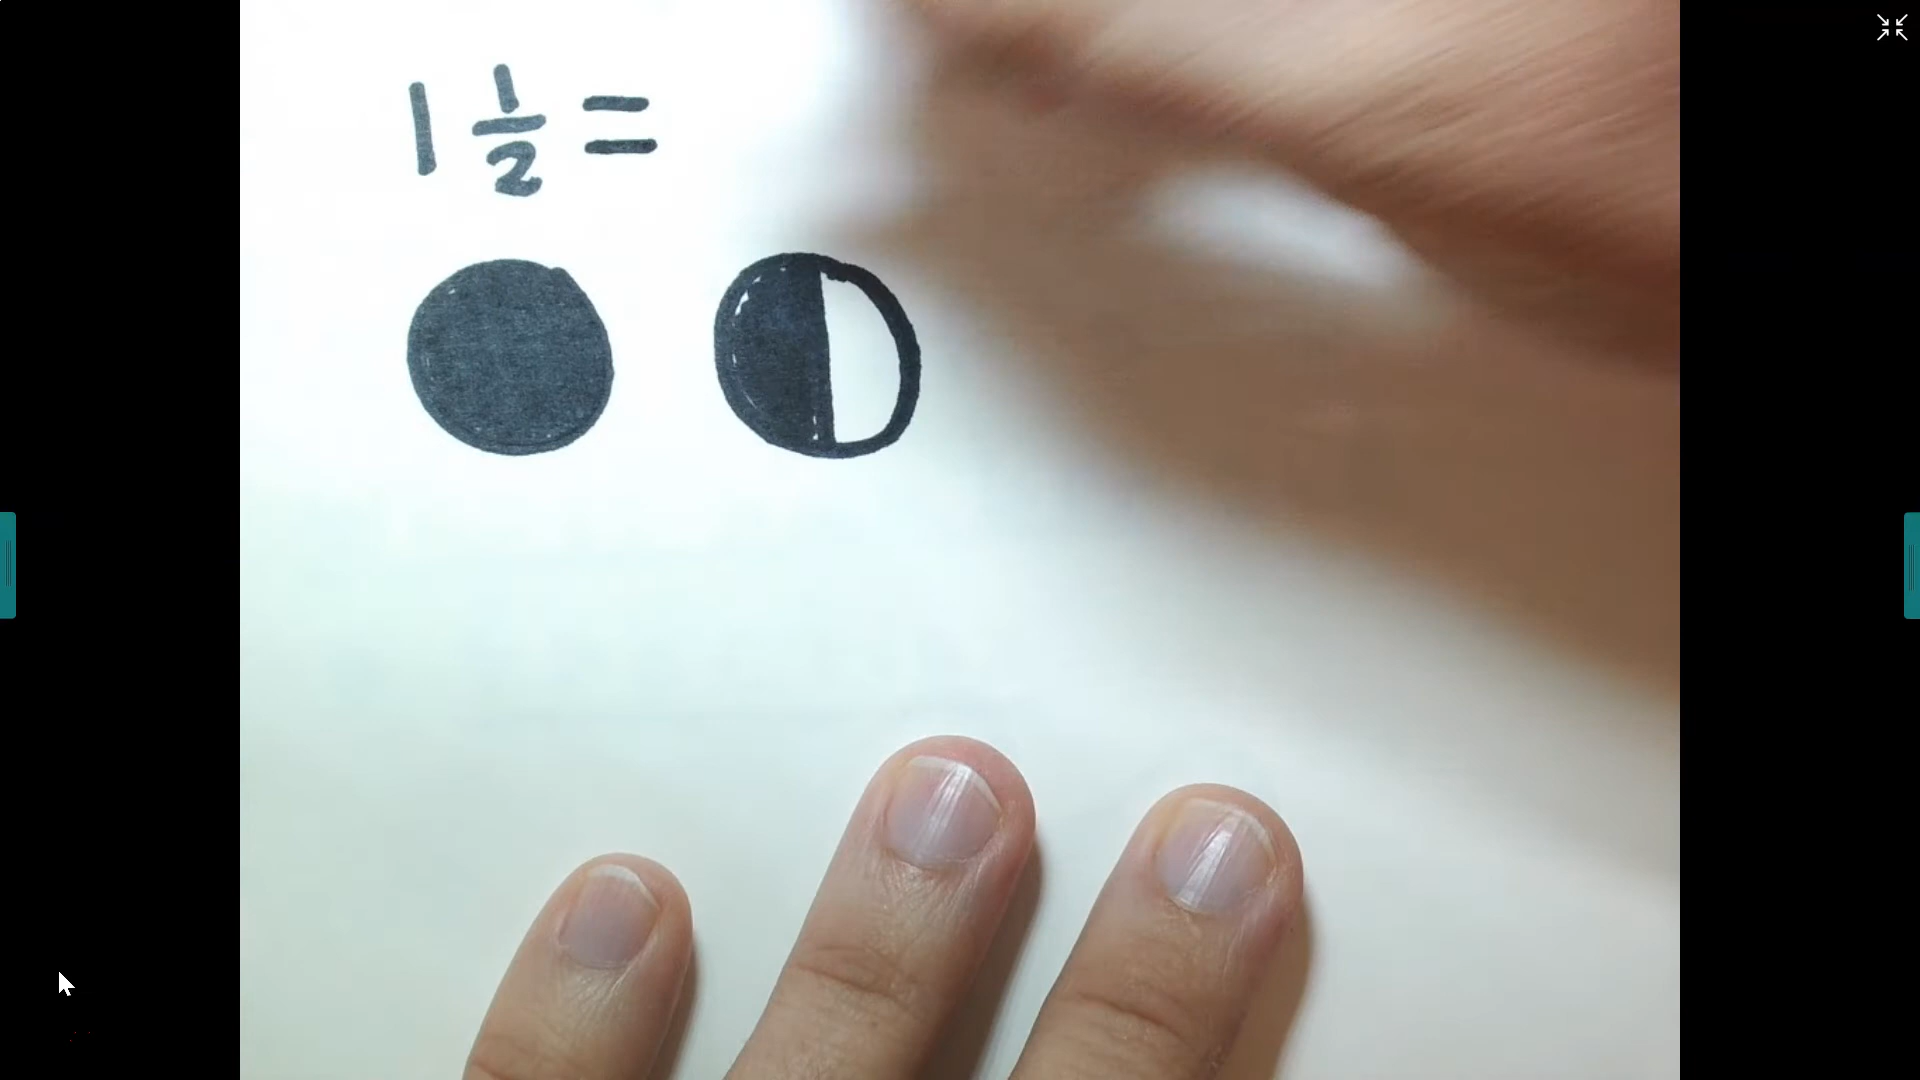 1 1/2 =